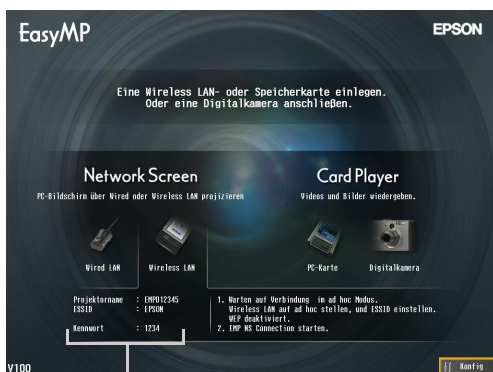 EasyMP
EPSON
Eine Wireless LAN- oder Speicherkarte einlegen.
Oder eine Digitalkamera anschließen.
Network Screen
PC-Bildschirm über Wired oder Wireless LAN projizieren
Wired LAN
Wireless LAN
Card Player
Videos und Bilder wiedergeben.
PC-Karte
Digitalkamera
Projektorname : EMP012345
ESSID : EPSON
Kennwort : 1234
1. Warten auf Verbindung im ad hoc Modus.
Wireless LAN auf ad hoc stellen, und ESSID einstellen.
WEP deaktiviert.
2. EMP NS Connection starten.
V100
Konfig